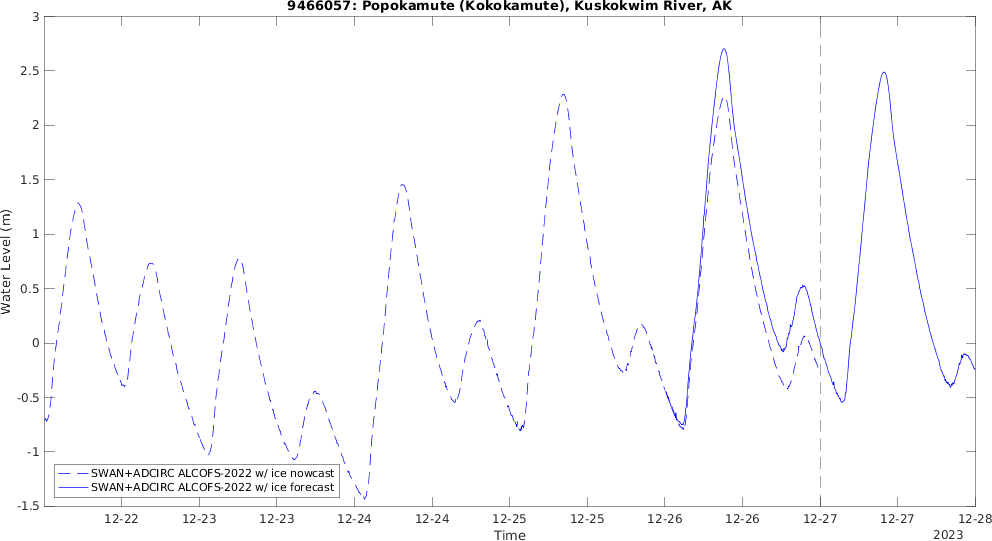 9466057: Popokamute (Kokokamute), Kuskokwim River, AK
3
2.5
2
1.5
1
0.5
0
-0.5
-1
-1.5
Water Level (m)
SWAN+ADCIRC ALCOFS-2022 w/ ice nowcast
SWAN+ADCIRC ALCOFS-2022 w/ ice forecast
12-22 12-23 12-23 12-24 12-24 12-25 12-25 12-26 12-26 12-27 12-27 12-28
Time
2023